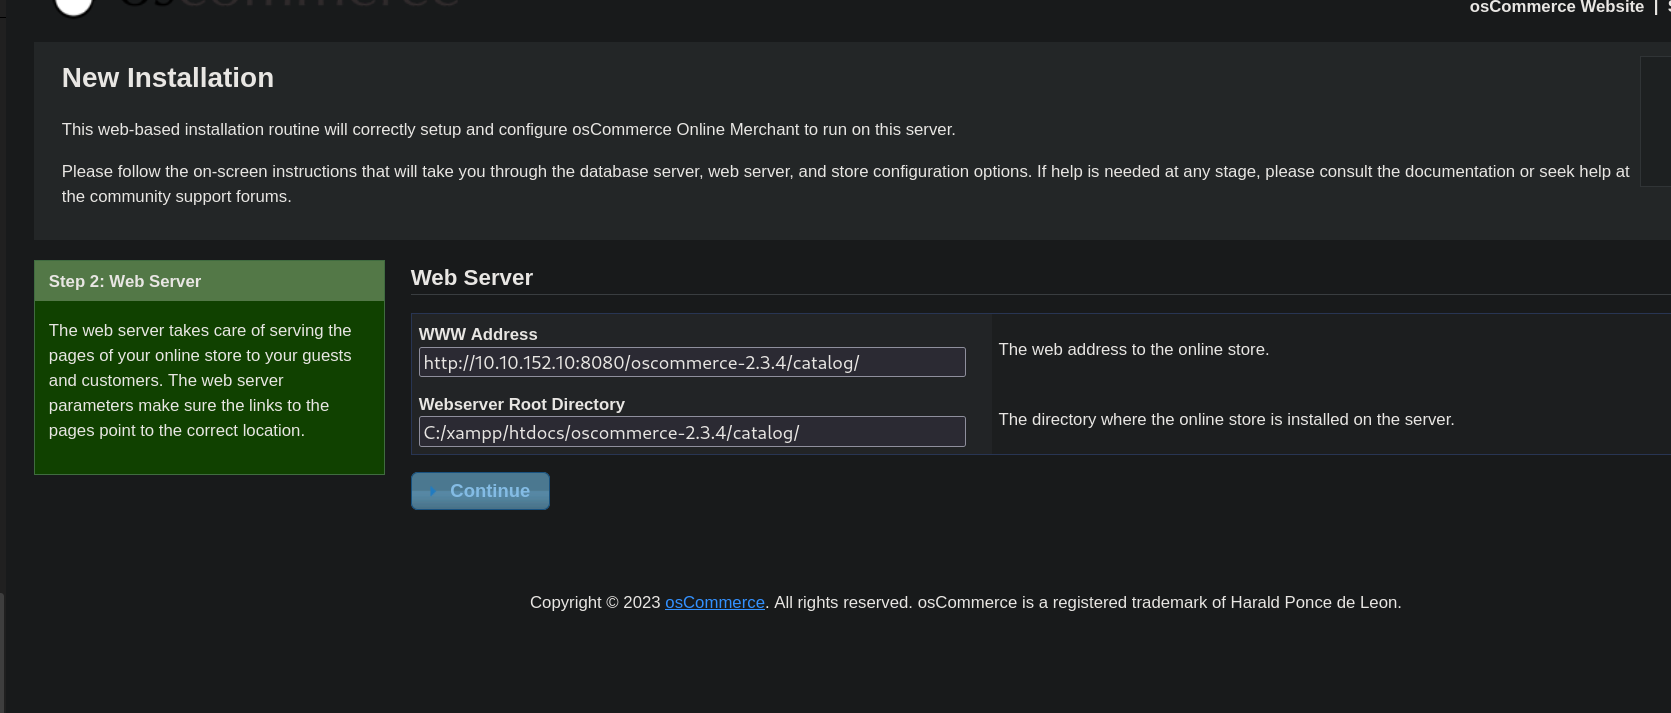 osCommerce
osCommerce Website |
New Installation
This web-based installation routine will correctly setup and configure osCommerce Online Merchant to run on this server.
Please follow the on-screen instructions that will take you through the database server, web server, and store configuration options. If help is needed at any stage, please consult the documentation or seek help at
the community support forums.
Step 2: Web Server
The web server takes care of serving the
pages of your online store to your guests
and customers. The web server
parameters make sure the links to the
pages point to the correct location.
Web Server
WWW Address
http://10.10.152.10:8080/oscommerce-2.3.4/catalog/
The web address to the online store.
Webserver Root Directory
C:/xampp/htdocs/oscommerce-2.3.4/catalog/
The directory where the online store is installed on the server.
Continue
Copyright © 2023 osCommerce. All rights reserved. osCommerce is a registered trademark of Harald Ponce de Leon.